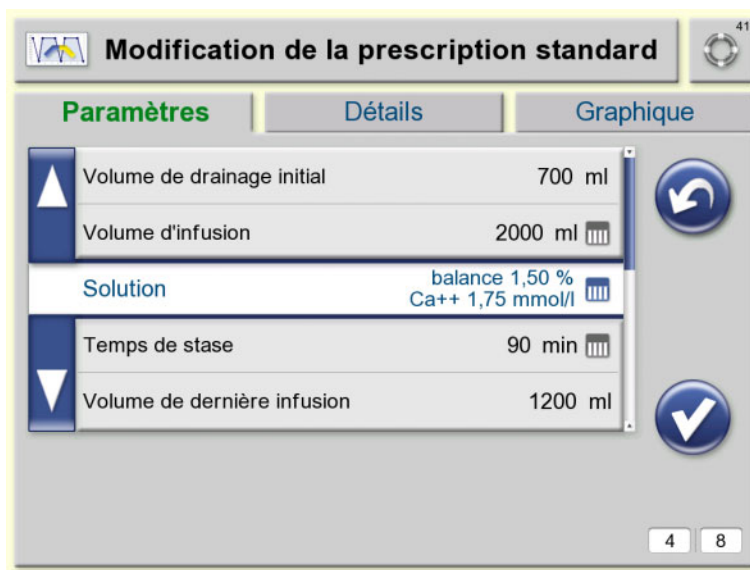 Modification de la prescription standard
41
Paramètres
Détails
Graphique
Volume de drainage initial 700 ml
Volume d'infusion 2000 ml
Solution balance 1,50 %
Ca++ 1,75 mmol/l
Temps de stase 90 min
Volume de dernière infusion 1200 ml
4 8